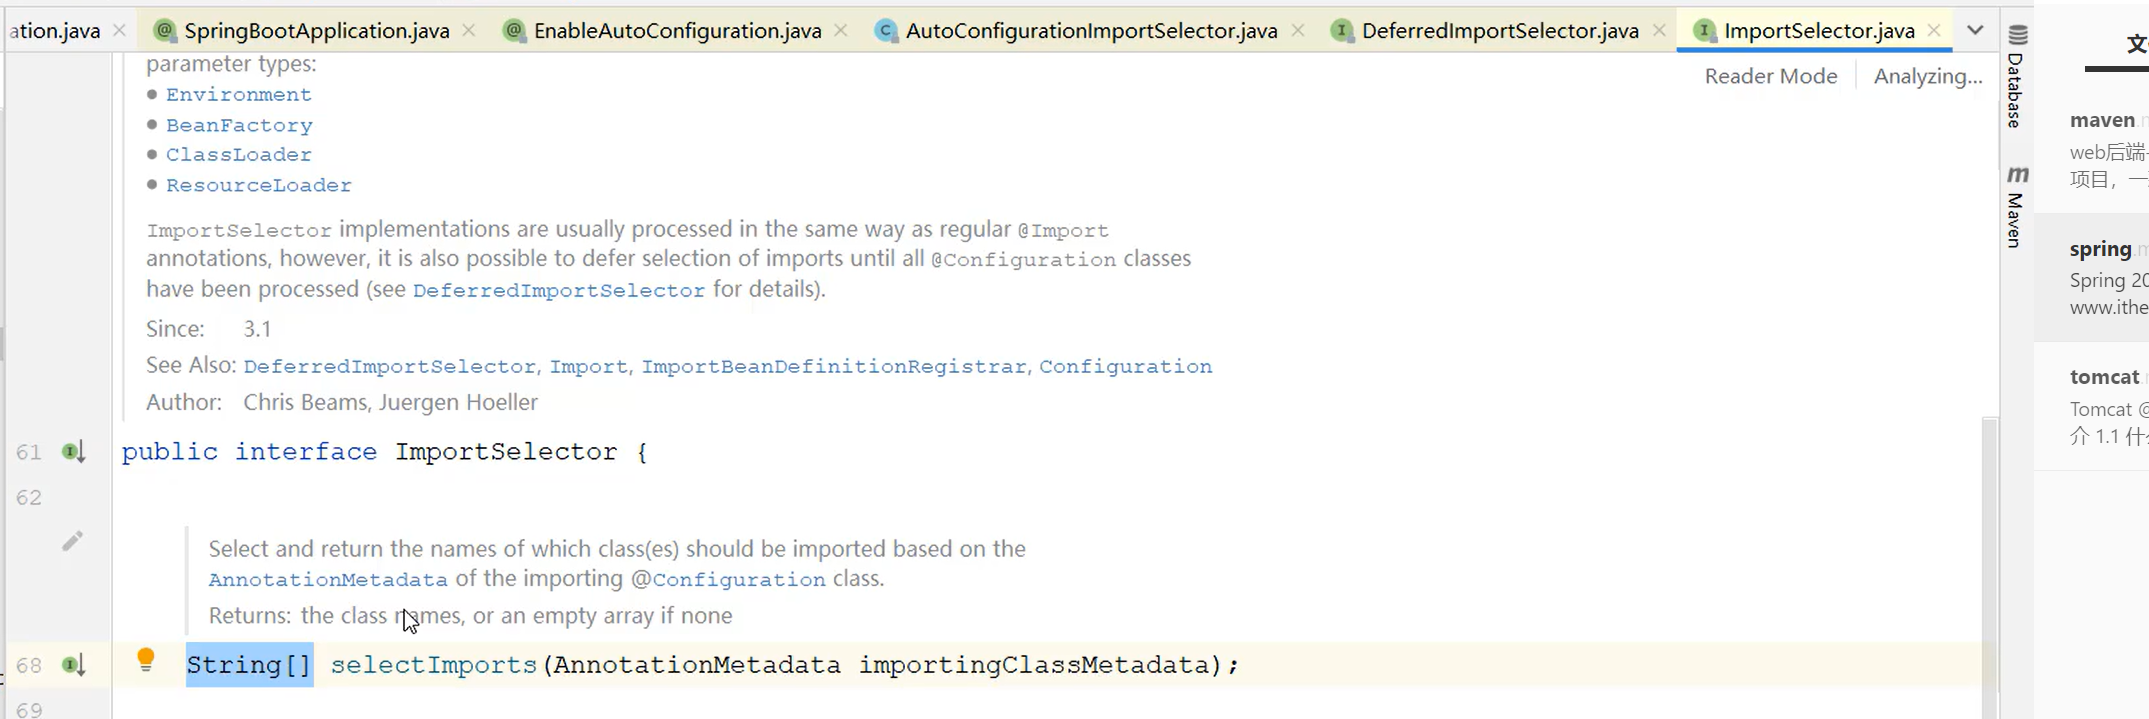 ation.java SpringBootApplication.java EnableAutoConfiguration.java AutoConfigurationImportSelector.java DeferredImportSelector.java ImportSelector.java
parameter types:
Reader Mode Analyzing...
Environment
BeanFactory
ClassLoader
ResourceLoader
ImportSelector implementations are usually processed in the same way as regular @Import
annotations, however, it is also possible to defer selection of imports until all @Configuration classes
have been processed (see DeferredImportSelector for details).
Since: 3.1
See Also: DeferredImportSelector, Import, ImportBeanDefinitionRegistrar, Configuration
Author: Chris Beams, Juergen Hoeller
61 public interface ImportSelector {
62
Select and return the names of which class(es) should be imported based on the
AnnotationMetadata of the importing @Configuration class.
Returns: the class names, or an empty array if none
68 String[] selectImports(AnnotationMetadata importingClassMetadata);
69
Database
m Maven
文
maven.m
web后端-
项目，一
spring.m
Spring 20
www.ithe
tomcat.
Tomcat @
介 1.1 什